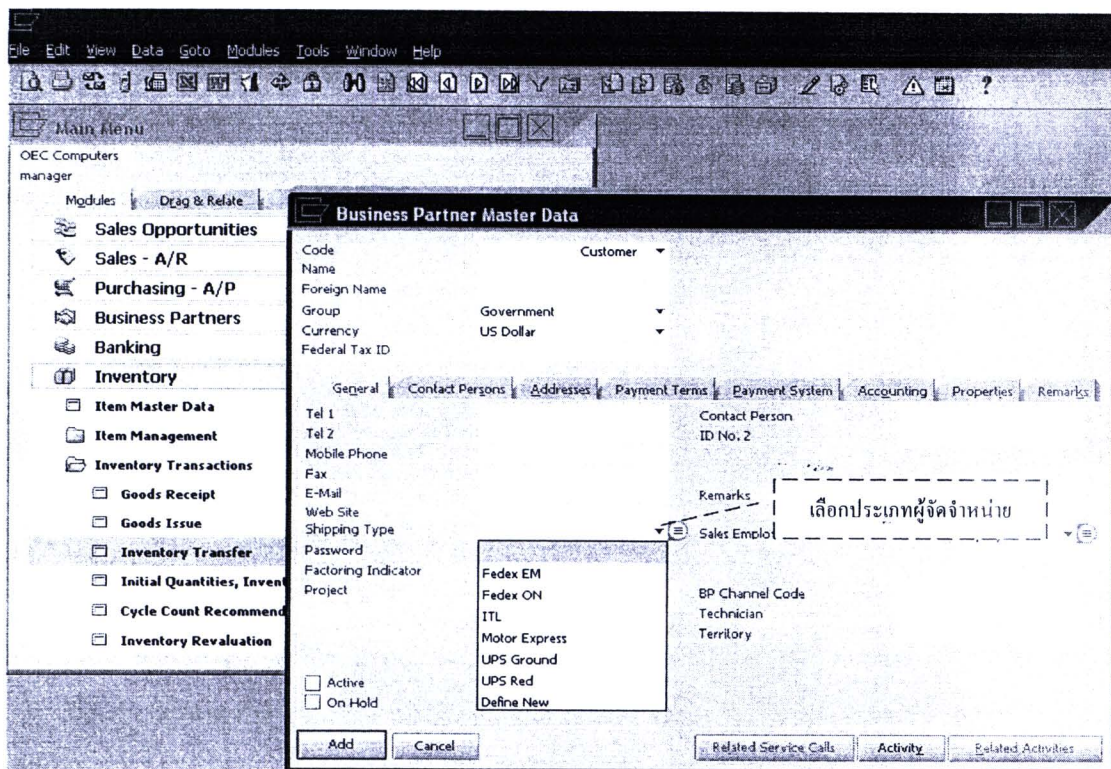 File Edit View Data Goto Modules Tools Window Help
Main Menu
OEC Computers
manager
Modules Drag & Relate
Sales Opportunities
Sales - A/R
Purchasing - A/P
Business Partners
Banking
Inventory
Item Master Data
Item Management
Inventory Transactions
Goods Receipt
Goods Issue
Inventory Transfer
Initial Quantities, Invent
Cycle Count Recommend
Inventory Revaluation
Business Partner Master Data
Code Customer
Name
Foreign Name
Group Government
Currency US Dollar
Federal Tax ID
General Contact Persons Addresses Payment Terms Payment System Accounting Properties Remarks
Tel 1
Tel 2
Mobile Phone
Fax
E-Mail
Web Site
Shipping Type
Password
Factoring Indicator
Project
Fedex EM
Fedex ON
ITL
Motor Express
UPS Ground
UPS Red
Define New
Contact Person
ID No. 2
Remarks
เลือกประเภทผู้จัดจำหน่าย
Sales Emplo
BP Channel Code
Technician
Territory
Active
On Hold
Add Cancel Related Service Calls Activity Related Activities